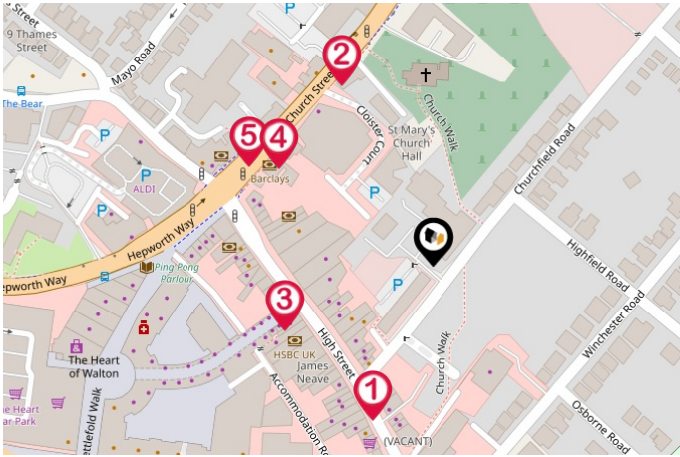 9 Thames
Street
Mayo Road
The Bear
P
P
P
ALDI
P
Church Street
2
Cloister Court
Church Walk
St Mary's
Church
Hall
P
Churchfield Road
5
4
Barclays
Hepworth Way
Hepworth Way
Ping Pong
Parlour
Highfield Road
Winchester Road
P
3
High Street
HSBC UK
James
Neave
The Heart
of Walton
Church Walk
1
Accommodation Ro
(VACANT)
Osborne Road
he Heart
ar Park
ettlefold Walk